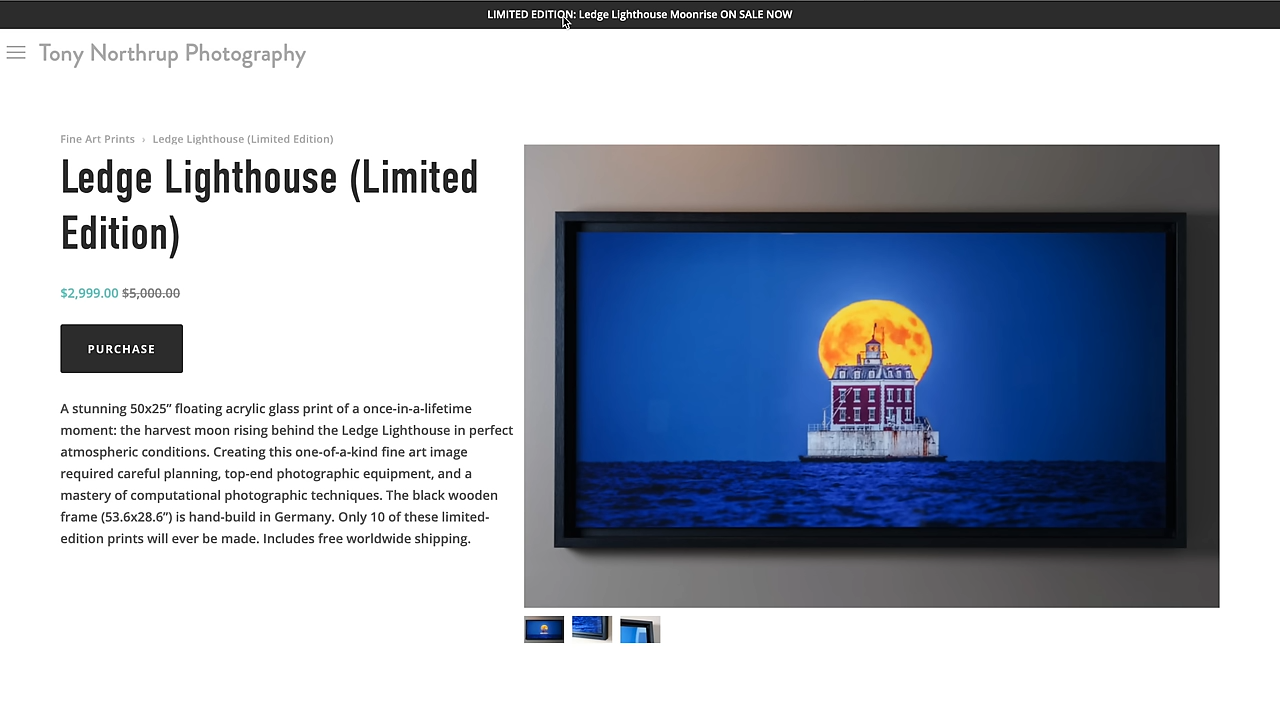 LIMITED EDITION: Ledge Lighthouse Moonrise ON SALE NOW
Tony Northrup Photography
Fine Art Prints › Ledge Lighthouse (Limited Edition)
Ledge Lighthouse (Limited
Edition)
$2,999.00 $5,000.00
PURCHASE
A stunning 50x25” floating acrylic glass print of a once-in-a-lifetime
moment: the harvest moon rising behind the Ledge Lighthouse in perfect
atmospheric conditions. Creating this one-of-a-kind fine art image
required careful planning, top-end photographic equipment, and a
mastery of computational photographic techniques. The black wooden
frame (53.6x28.6”) is hand-build in Germany. Only 10 of these limited-
edition prints will ever be made. Includes free worldwide shipping.